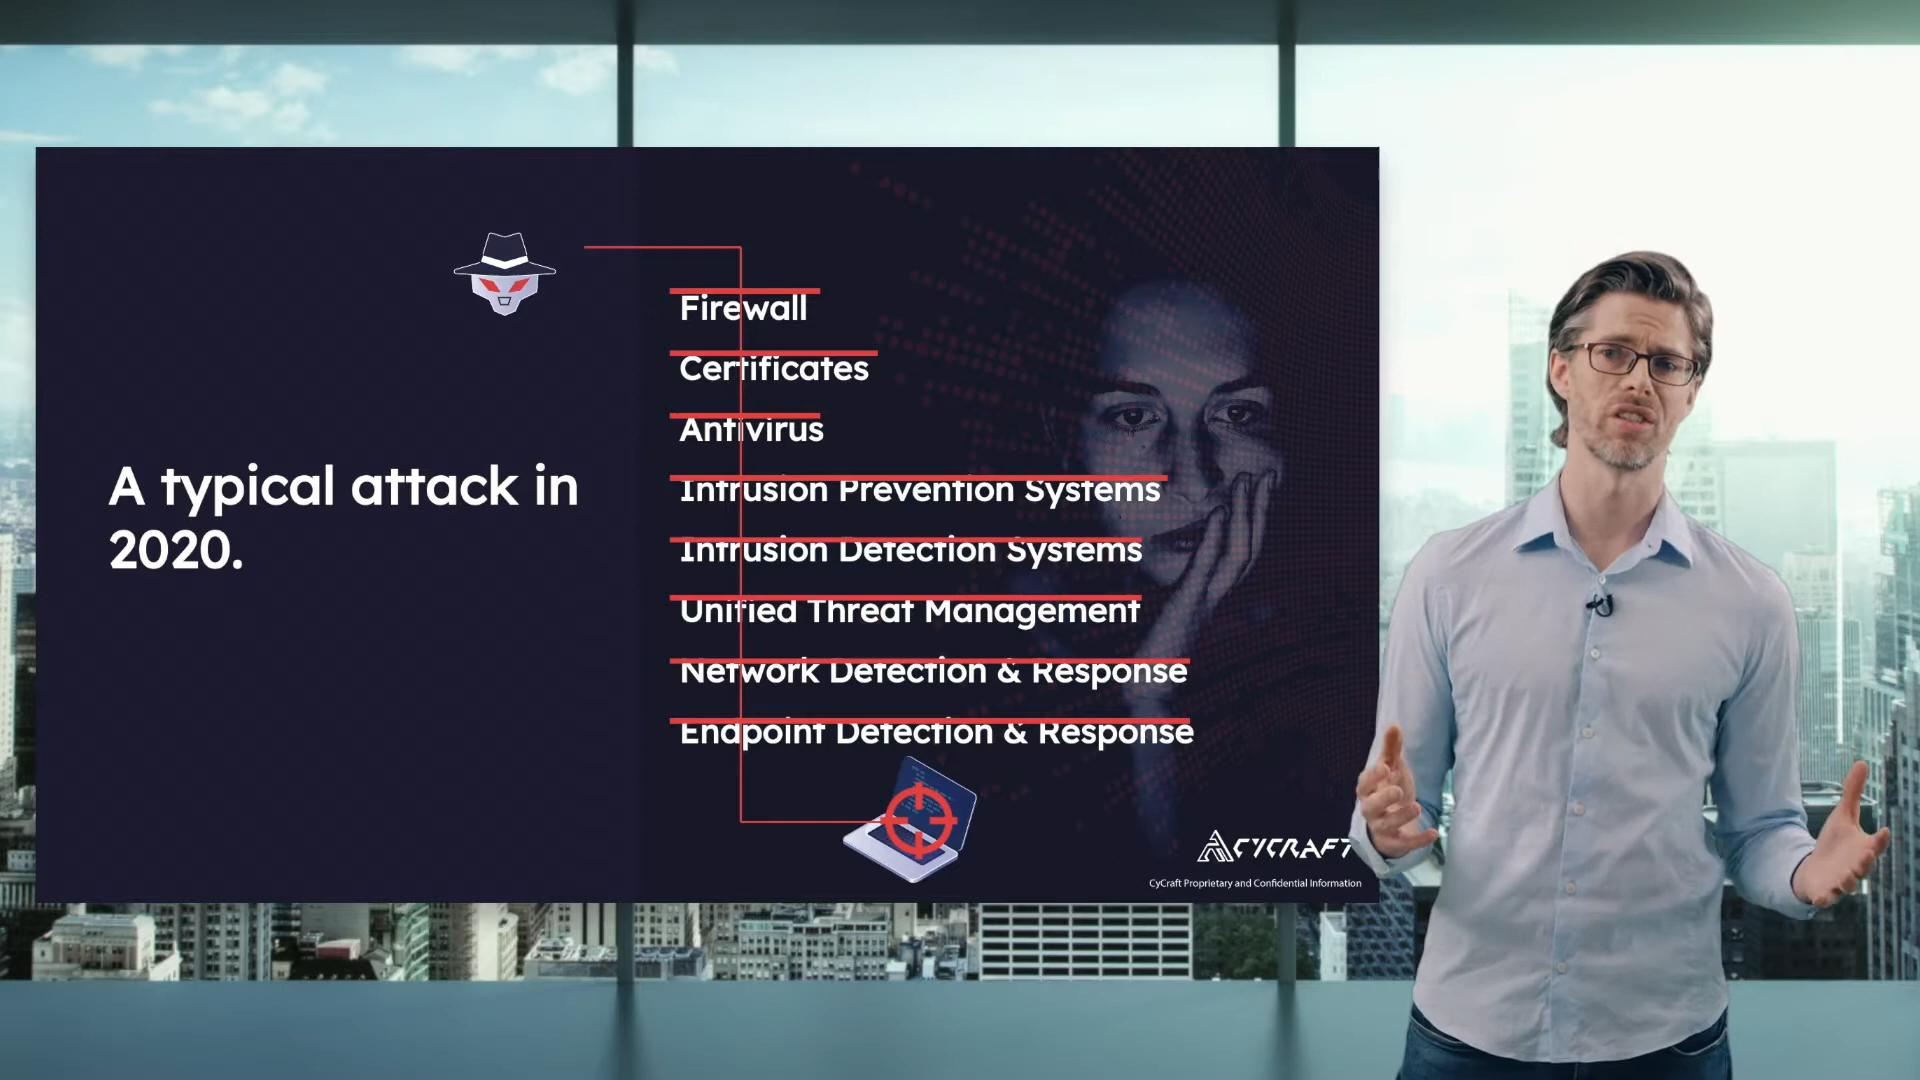 A typical attack in
2020.
Firewall
Certificates
Antivirus
Intrusion Prevention Systems
Intrusion Detection Systems
Unified Threat Management
Network Detection & Response
Endpoint Detection & Response
CYCRAFT
CyCraft Proprietary and Confidential Information